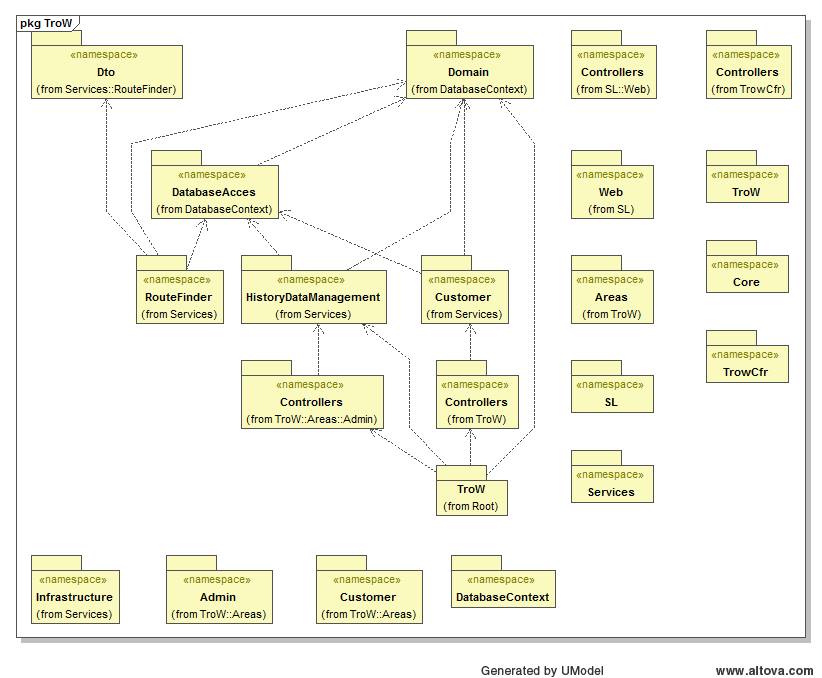 pkg TroW
«namespace»
Dto
(from Services::RouteFinder)
«namespace»
Domain
(from DatabaseContext)
«namespace»
Controllers
(from SL::Web)
«namespace»
Controllers
(from TrowCfr)
«namespace»
DatabaseAcces
(from DatabaseContext)
«namespace»
Web
(from SL)
«namespace»
TroW
«namespace»
RouteFinder
(from Services)
«namespace»
HistoryDataManagement
(from Services)
«namespace»
Customer
(from Services)
«namespace»
Areas
(from TroW)
«namespace»
Core
«namespace»
Controllers
(from TroW::Areas::Admin)
«namespace»
Controllers
(from TroW)
«namespace»
SL
«namespace»
TrowCfr
TroW
(from Root)
«namespace»
Services
«namespace»
Infrastructure
(from Services)
«namespace»
Admin
(from TroW::Areas)
«namespace»
Customer
(from TroW::Areas)
«namespace»
DatabaseContext
Generated by UModel
www.altova.com